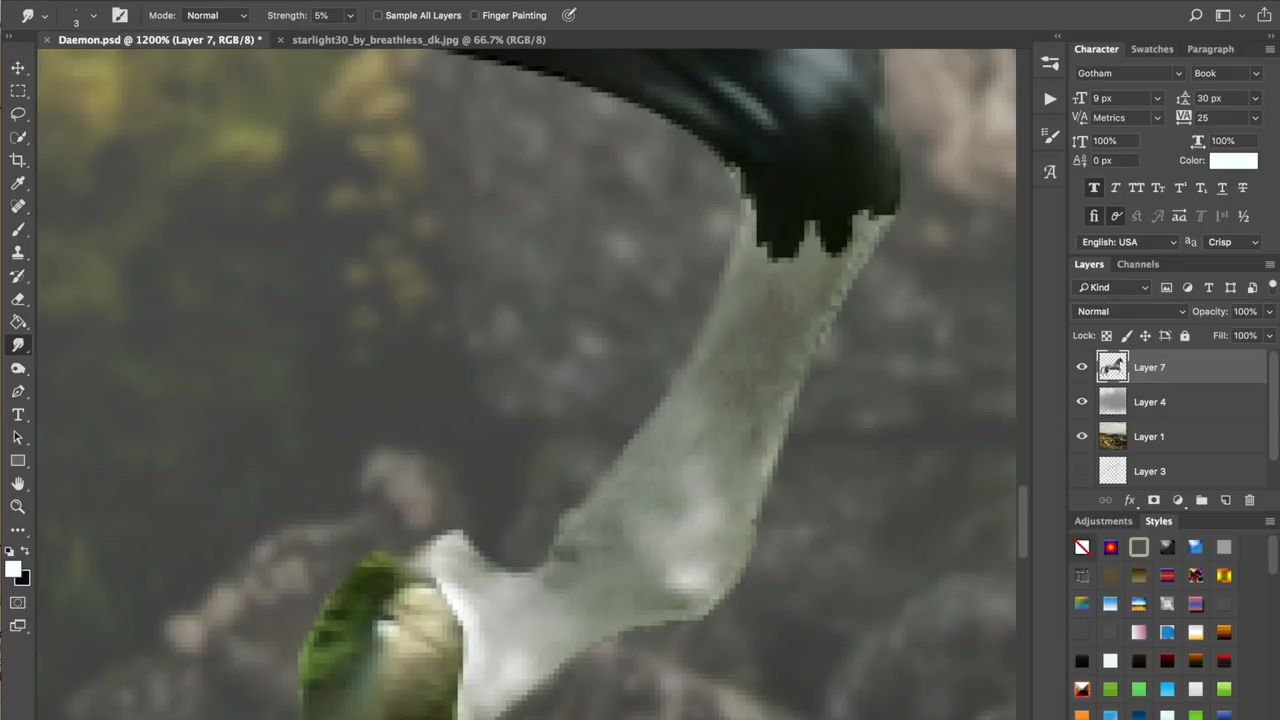 3 Mode: Normal Strength: 5% Sample All Layers Finger Painting
Daemon.psd @ 1200% (Layer 7, RGB/8) * starlight30_by_breathless_dk.jpg @ 66.7% (RGB/8)
Character Swatches Paragraph
Gotham Book
9 px 30 px
Metrics 25
100% 100%
0 px Color:
English: USA Crisp
Layers Channels
Kind
Normal Opacity: 100%
Lock: Fill: 100%
Layer 7
Layer 4
Layer 1
Layer 3
fx
Adjustments Styles